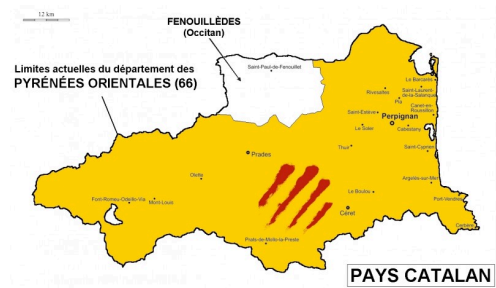 12 km
FENOUILLÈDES
(Occitan)
Limites actuelles du département des
PYRÉNÉES ORIENTALES (66)
Saint-Paul-de-Fenouillet
Le Barcarès
Rivesaltes
Saint-Laurent-
de-la-Salanque
Pia
Canet-en-
Roussillon
Saint-Estève
Perpignan
Le Soler
Cabestany
Thuir
Saint-Cyprien
Prades
Olette
Argelès-sur-Mer
Font-Romeu-Odeillo-Via
Mont-Louis
Le Boulou
Port-Vendres
Céret
Cerbère
Prats-de-Mollo-la-Preste
PAYS CATALAN